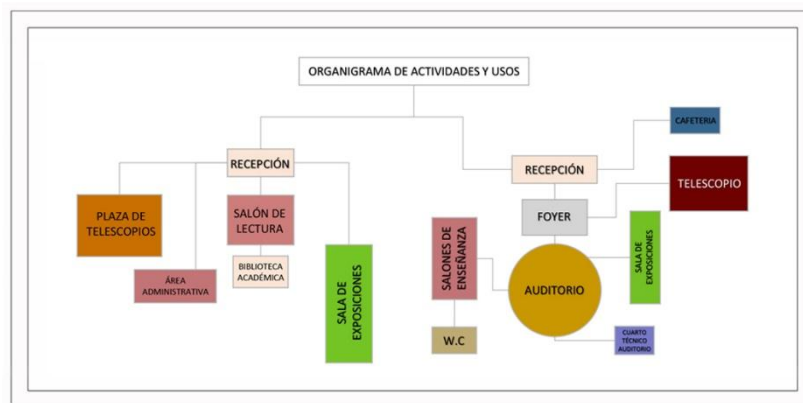 ORGANIGRAMA DE ACTIVIDADES Y USOS
RECEPCIÓN
PLAZA DE
TELESCOPIOS
ÁREA
ADMINISTRATIVA
SALÓN DE
LECTURA
BIBLIOTECA
ACADÉMICA
SALA DE
EXPOSICIONES
CAFETERIA
RECEPCIÓN
TELESCOPIO
FOYER
SALONES DE
ENSEÑANZA
W.C
AUDITORIO
SALA DE
EXPOSICIONES
CUARTO
TÉCNICO
AUDITORIO